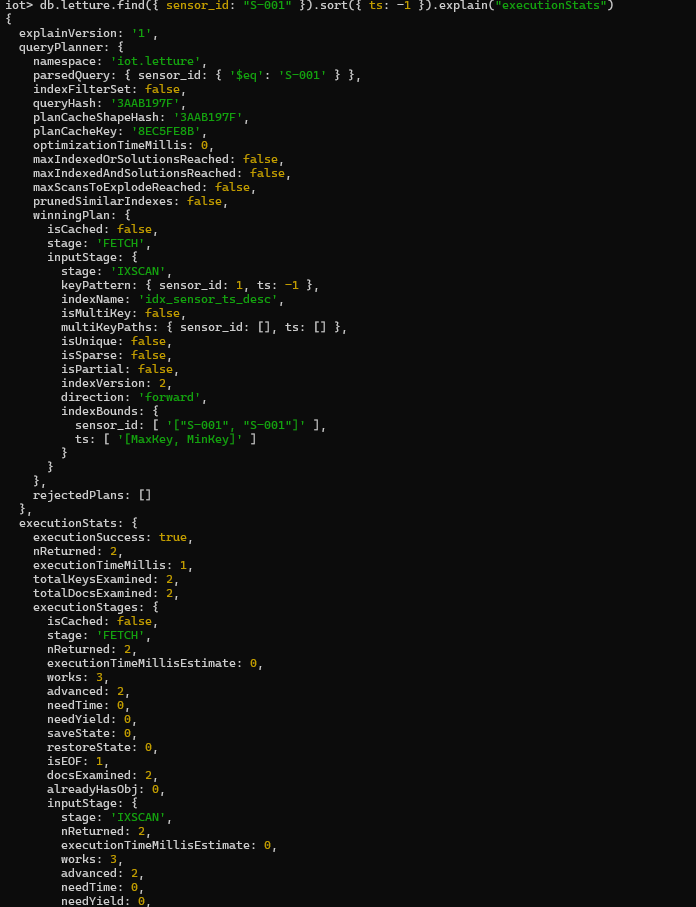 iot> db.letture.find({ sensor_id: "S-001" }).sort({ ts: -1 }).explain("executionStats")
{
  explainVersion: '1',
  queryPlanner: {
    namespace: 'iot.letture',
    parsedQuery: { sensor_id: { '$eq': 'S-001' } },
    indexFilterSet: false,
    queryHash: '3AAB197F',
    planCacheShapeHash: '3AAB197F',
    planCacheKey: '8EC5FE8B',
    optimizationTimeMillis: 0,
    maxIndexedOrSolutionsReached: false,
    maxIndexedAndSolutionsReached: false,
    maxScansToExplodeReached: false,
    prunedSimilarIndexes: false,
    winningPlan: {
      isCached: false,
      stage: 'FETCH',
      inputStage: {
        stage: 'IXSCAN',
        keyPattern: { sensor_id: 1, ts: -1 },
        indexName: 'idx_sensor_ts_desc',
        isMultiKey: false,
        multiKeyPaths: { sensor_id: [], ts: [] },
        isUnique: false,
        isSparse: false,
        isPartial: false,
        indexVersion: 2,
        direction: 'forward',
        indexBounds: {
          sensor_id: [ '["S-001", "S-001"]' ],
          ts: [ '[MaxKey, MinKey]' ]
        }
      }
    },
    rejectedPlans: []
  },
  executionStats: {
    executionSuccess: true,
    nReturned: 2,
    executionTimeMillis: 1,
    totalKeysExamined: 2,
    totalDocsExamined: 2,
    executionStages: {
      isCached: false,
      stage: 'FETCH',
      nReturned: 2,
      executionTimeMillisEstimate: 0,
      works: 3,
      advanced: 2,
      needTime: 0,
      needYield: 0,
      saveState: 0,
      restoreState: 0,
      isEOF: 1,
      docsExamined: 2,
      alreadyHasObj: 0,
      inputStage: {
        stage: 'IXSCAN',
        nReturned: 2,
        executionTimeMillisEstimate: 0,
        works: 3,
        advanced: 2,
        needTime: 0,
        needYield: 0,